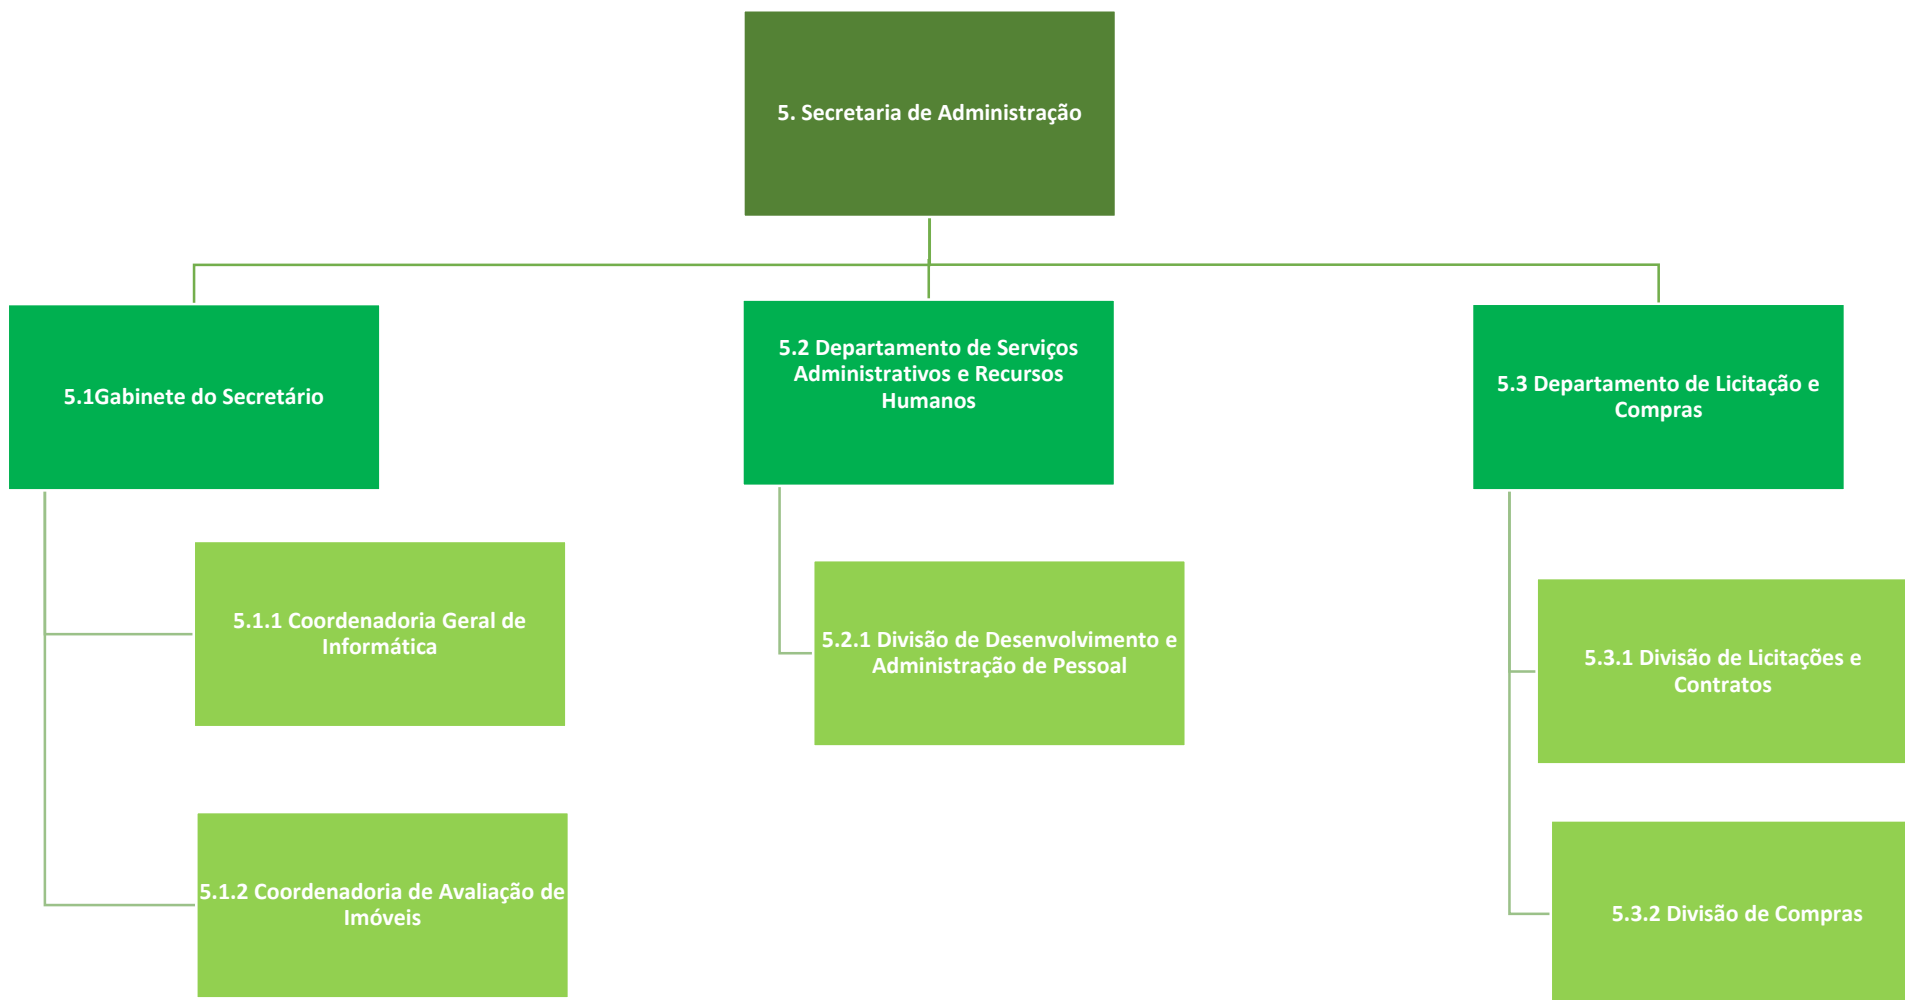 5. Secretaria de Administração
5.1Gabinete do Secretário
5.2 Departamento de Serviços
Administrativos e Recursos
Humanos
5.3 Departamento de Licitação e
Compras
5.1.1 Coordenadoria Geral de
Informática
5.1.2 Coordenadoria de Avaliação de
Imóveis
5.2.1 Divisão de Desenvolvimento e
Administração de Pessoal
5.3.1 Divisão de Licitações e
Contratos
5.3.2 Divisão de Compras